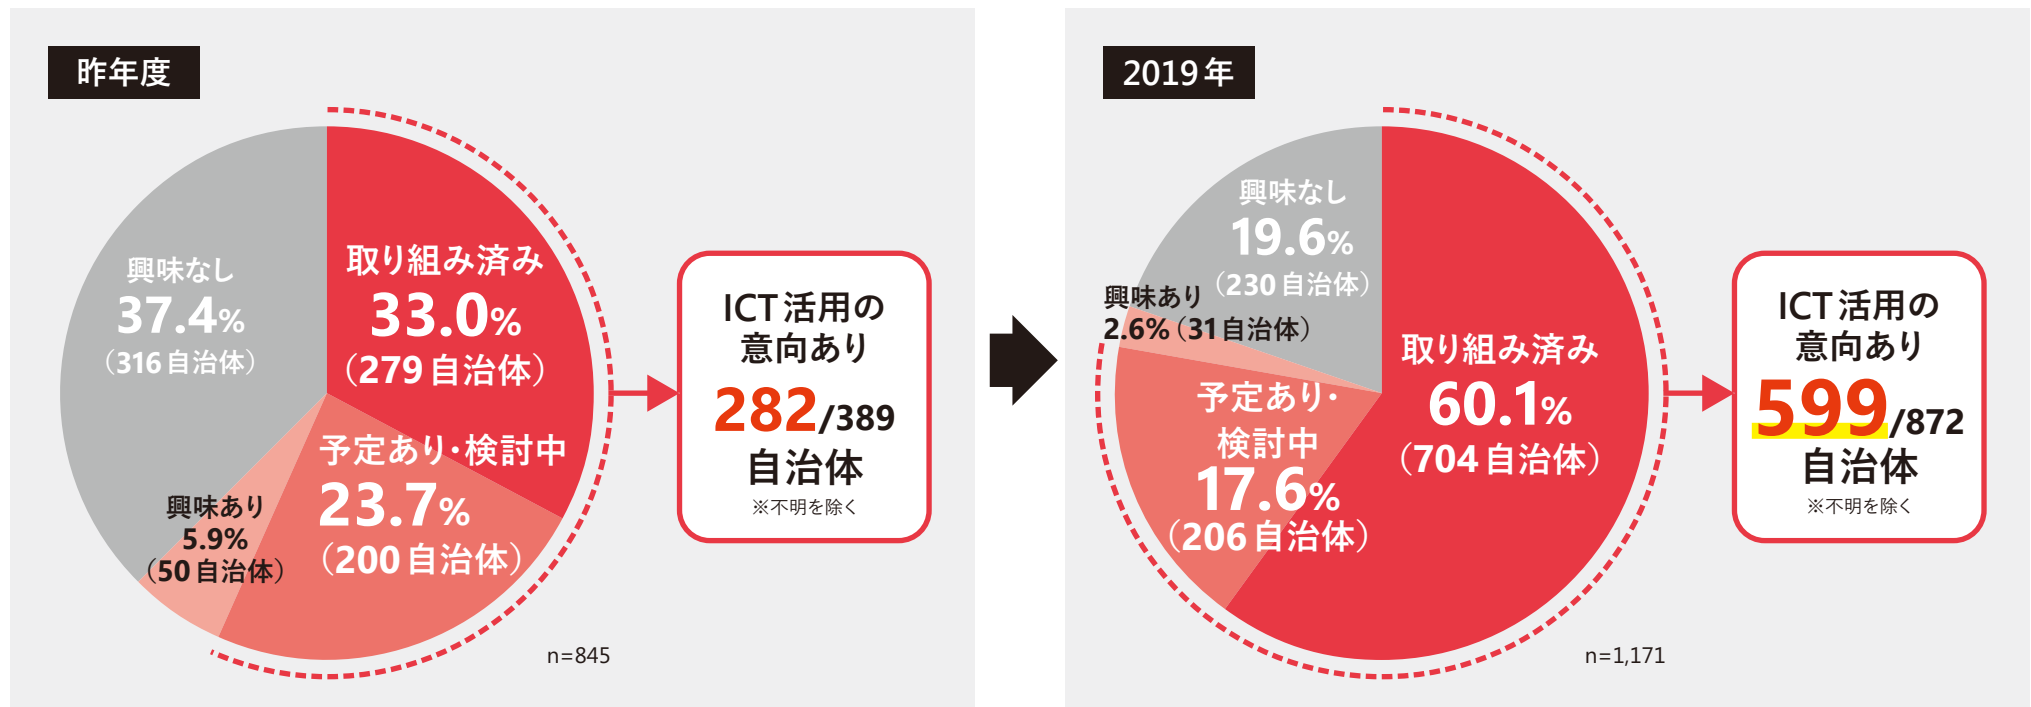 昨年度
取り組み済み
33.0%
（279自治体）
予定あり・検討中
23.7%
（200自治体）
興味あり
5.9%
（50自治体）
興味なし
37.4%
（316自治体）
n=845
ICT活用の
意向あり
282/389
自治体
※不明を除く
2019年
取り組み済み
60.1%
（704自治体）
予定あり・
検討中
17.6%
（206自治体）
興味あり
2.6%（31自治体）
興味なし
19.6%
（230自治体）
n=1,171
ICT活用の
意向あり
599/872
自治体
※不明を除く